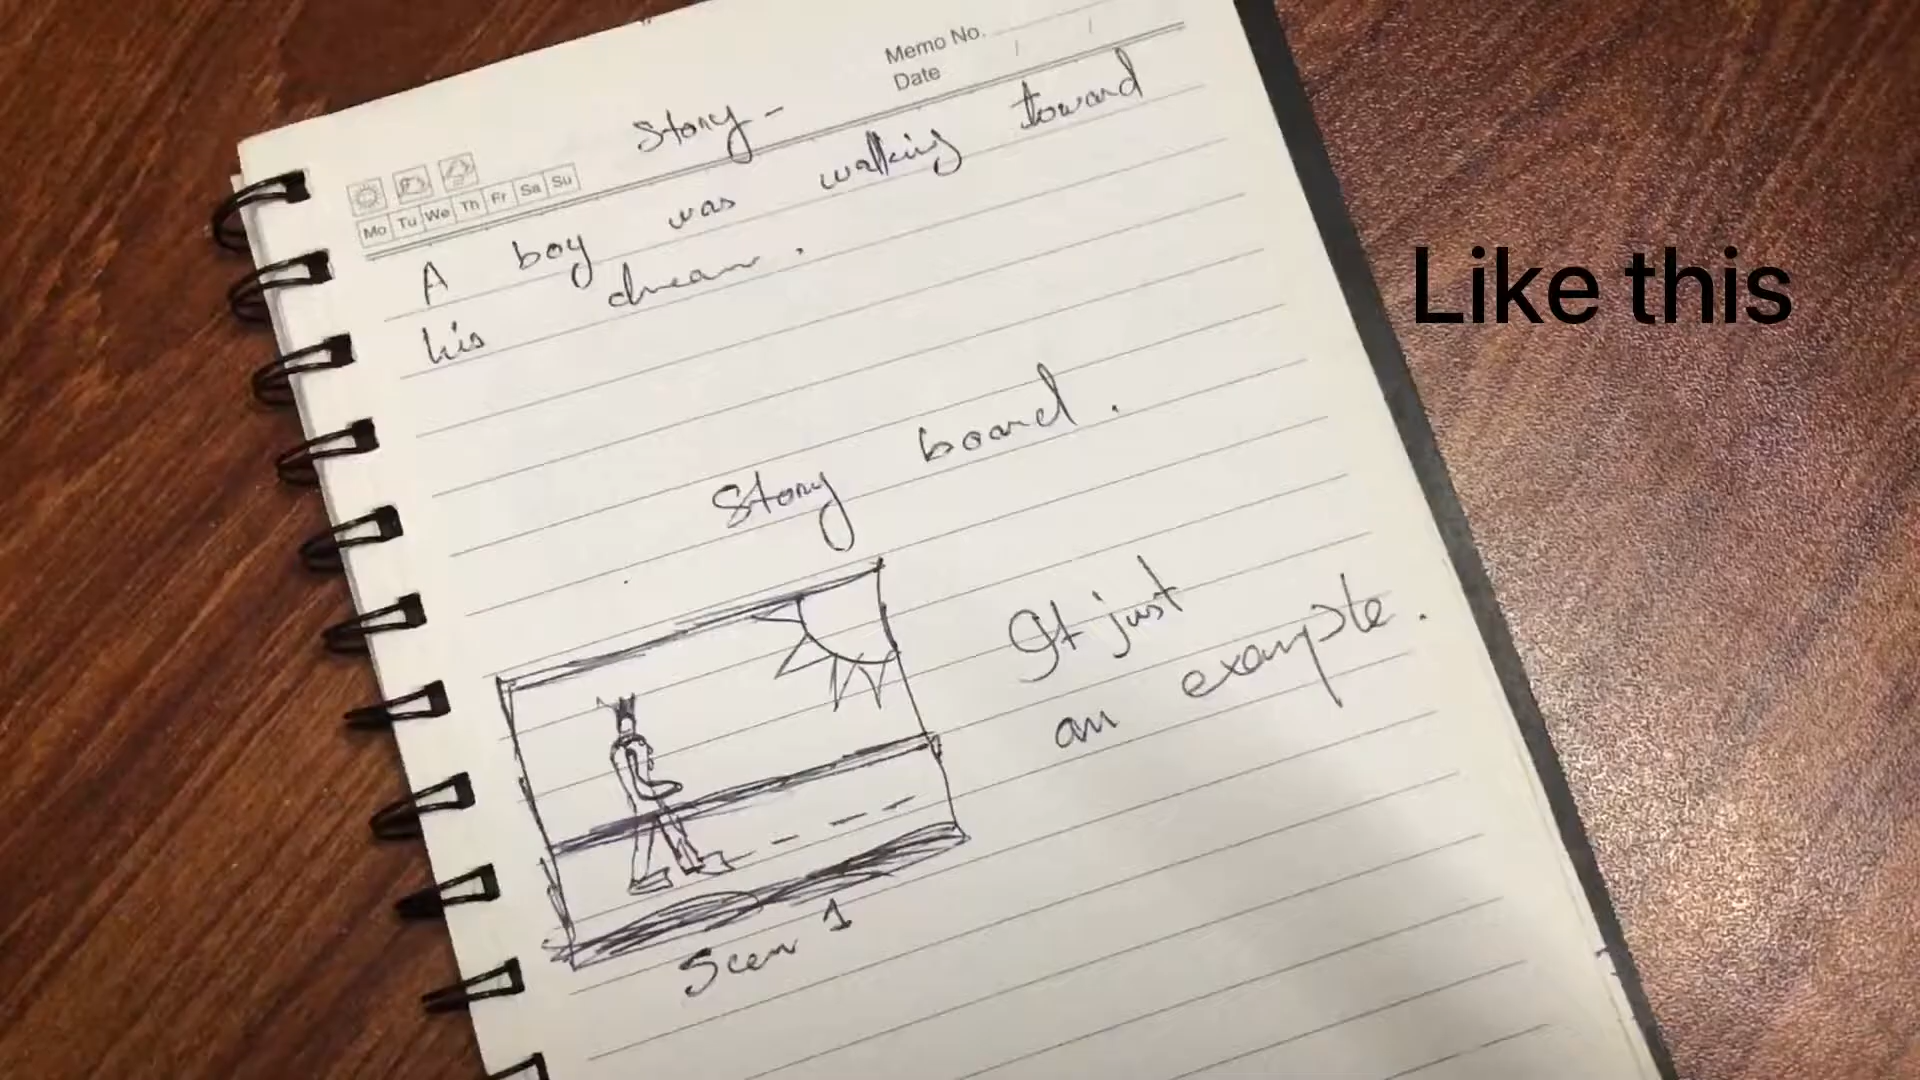 Memo No.
Date
Story -
Mo Tu We Th Fr Sa Su
A boy was walking toward
his dream.
Like this
Story board.
It just
an example.
Scen 1